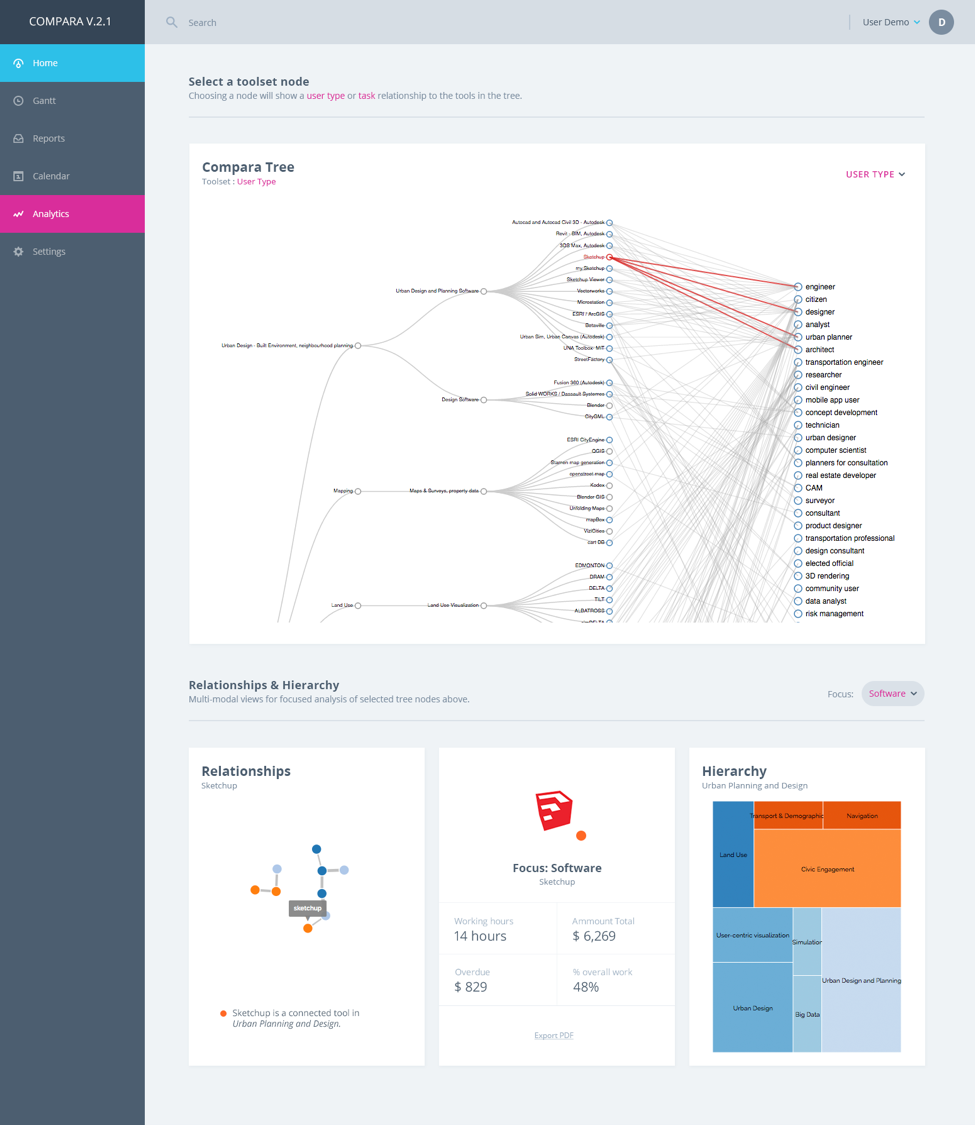 COMPARA V.2.1
Search
User Demo
D
Home
Gantt
Reports
Calendar
Analytics
Settings
Select a toolset node
Choosing a node will show a user type or task relationship to the tools in the tree.
Compara Tree
Toolset : User Type
USER TYPE
Autocad and Autocad Civil 3D - Autodesk
Revit - BIM, Autodesk
3DS Max, Autodesk
Sketchup
my Sketchup
Sketchup Viewer
Vectorworks
Microstation
ESRI / ArcGIS
Betaville
Urban Sim, Urban Canvas (Autodesk)
UNA Toolbox- MIT
StreetFactory
Urban Design and Planning Software
Urban Design - Built Environment, neighbourhood planning
Fusion 360 (Autodesk)
Solid WORKS / Dassault Systemes
Blender
CityGML
Design Software
ESRI CityEngine
QGIS
Stamen map generation
openstreet map
Kodex
Blender GIS
Unfolding Maps
mapBox
ViziCities
cart DB
Mapping
Maps & Surveys, property data
EDMONTON
DRAM
DELTA
TILT
ALBATROSS
Land Use
Land Use Visualization
engineer
citizen
designer
analyst
urban planner
architect
transportation engineer
researcher
civil engineer
mobile app user
concept development
technician
urban designer
computer scientist
planners for consultation
real estate developer
CAM
surveyor
consultant
product designer
transportation professional
design consultant
elected official
3D rendering
community user
data analyst
risk management
Relationships & Hierarchy
Multi-modal views for focused analysis of selected tree nodes above.
Focus:
Software
Relationships
Sketchup
sketchup
Sketchup is a connected tool in
Urban Planning and Design.
Focus: Software
Sketchup
Working hours
14 hours
Ammount Total
$ 6,269
Overdue
$ 829
% overall work
48%
Export PDF
Hierarchy
Urban Planning and Design
Transport & Demographic
Navigation
Land Use
Civic Engagement
User-centric visualization
Simulation
Urban Design and Planning
Urban Design
Big Data